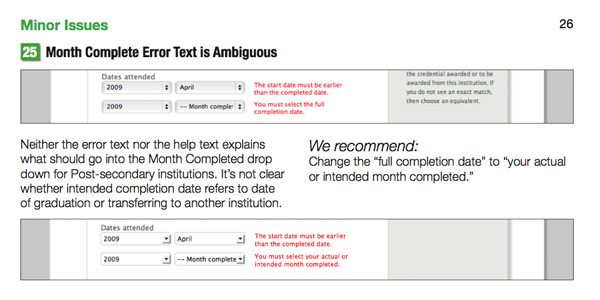 Minor Issues
26
25 Month Complete Error Text is Ambiguous
Dates attended
2009 April The start date must be earlier
than the completed date.
2009 -- Month complet You must select the full
completion date.
the credential awarded or to be
awarded from this institution. If
you do not see an exact match,
then choose an equivalent.
Neither the error text nor the help text explains
what should go into the Month Completed drop
down for Post-secondary institutions. It's not clear
whether intended completion date refers to date
of graduation or transferring to another institution.
We recommend:
Change the “full completion date” to “your actual
or intended month completed.”
Dates attended
2009 April The start date must be earlier
than the completed date.
2009 -- Month complete You must select your actual or
intended month completed.